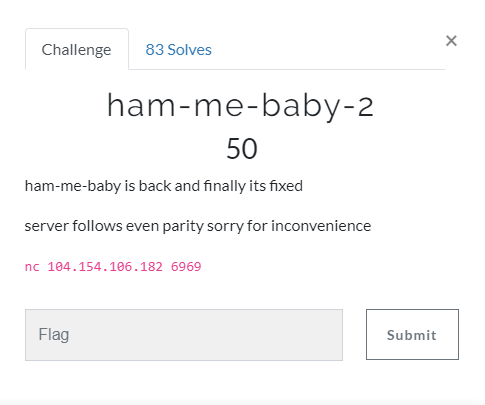 Challenge
83 Solves
×
ham-me-baby-2
50
ham-me-baby is back and finally its fixed
server follows even parity sorry for inconvenience
nc 104.154.106.182 6969
Flag
Submit